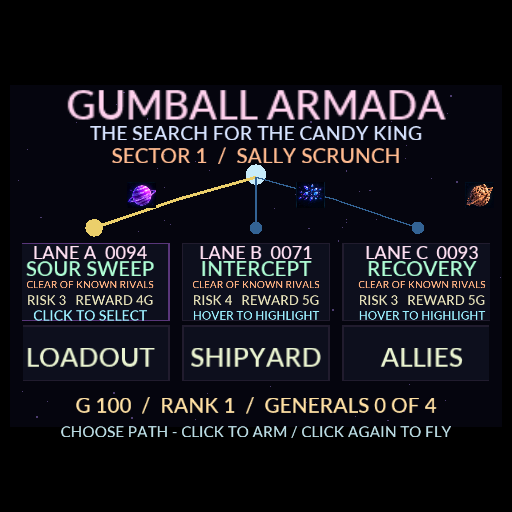 GUMBALL ARMADA
THE SEARCH FOR THE CANDY KING
SECTOR 1 / SALLY SCRUNCH
LANE A 0094
SOUR SWEEP
CLEAR OF KNOWN RIVALS
RISK 3 REWARD 4G
CLICK TO SELECT
LANE B 0071
INTERCEPT
CLEAR OF KNOWN RIVALS
RISK 4 REWARD 5G
HOVER TO HIGHLIGHT
LANE C 0093
RECOVERY
CLEAR OF KNOWN RIVALS
RISK 3 REWARD 5G
HOVER TO HIGHLIGHT
LOADOUT
SHIPYARD
ALLIES
G 100 / RANK 1 / GENERALS 0 OF 4
CHOOSE PATH - CLICK TO ARM / CLICK AGAIN TO FLY